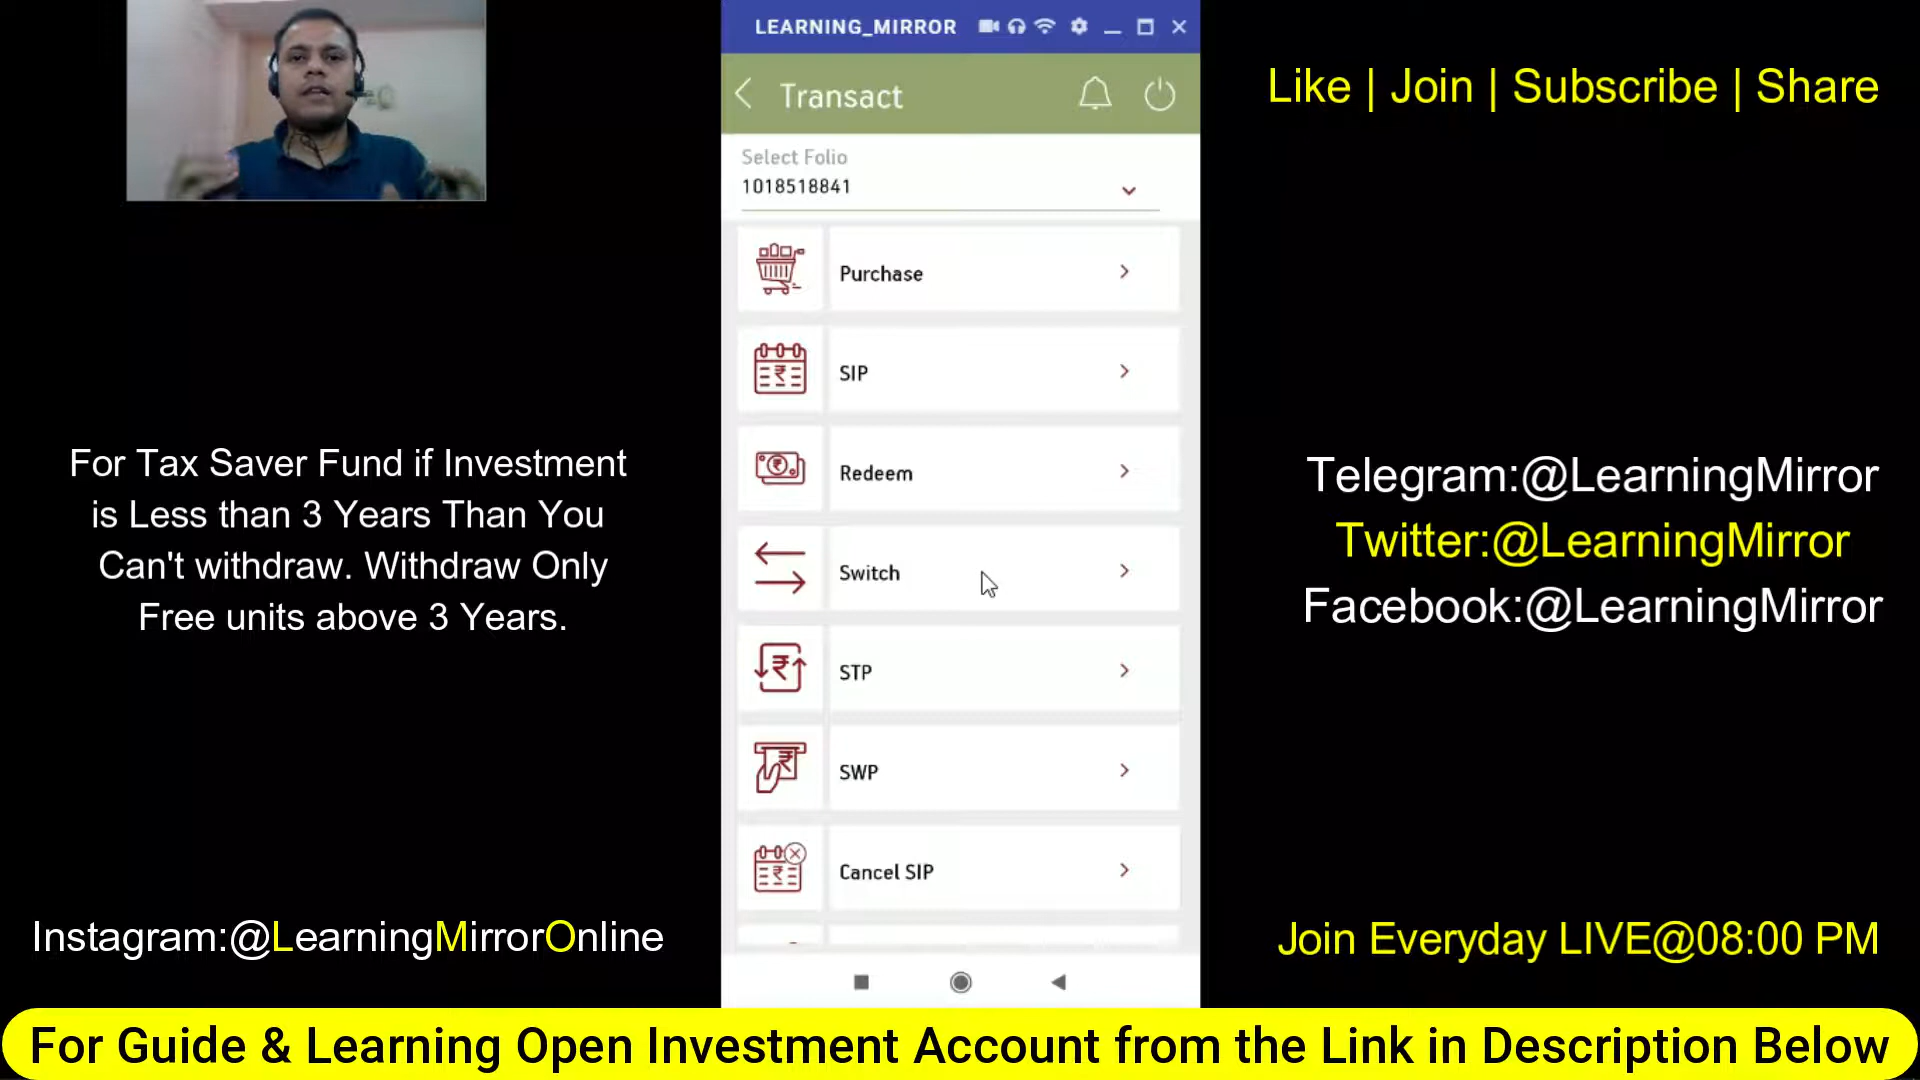 LEARNING_MIRROR
Transact
Select Folio
1018518841
Purchase
SIP
Redeem
Switch
STP
SWP
Cancel SIP
For Tax Saver Fund if Investment
is Less than 3 Years Than You
Can't withdraw. Withdraw Only
Free units above 3 Years.
Instagram:@LearningMirrorOnline
Like | Join | Subscribe | Share
Telegram:@LearningMirror
Twitter:@LearningMirror
Facebook:@LearningMirror
Join Everyday LIVE@08:00 PM
For Guide & Learning Open Investment Account from the Link in Description Below